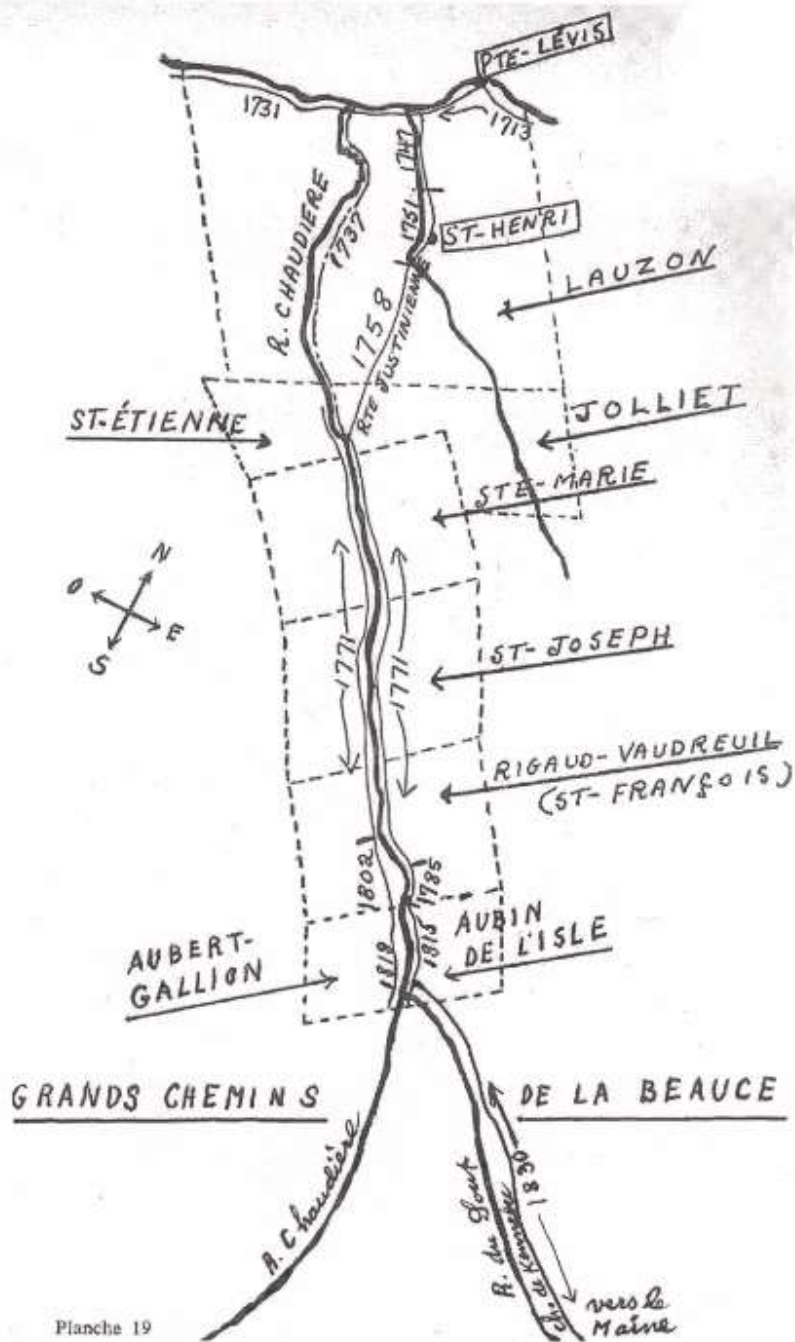 PTE-LÉVIS
1731
1713
1747
1751
ST-HENRI
R. CHAUDIERE
1737
LAUZON
1758
RTE JUSTINIENNE
ST-ÉTIENNE
JOLLIET
STE-MARIE
N
O
E
S
1771
1771
ST-JOSEPH
RIGAUD-VAUDREUIL
(ST-FRANÇOIS)
1802
1785
AUBERT-
GALLION
1818
1815
AUBIN
DE L'ISLE
GRANDS CHEMINS
DE LA BEAUCE
R. Chaudière
R. du Loup
Ch. de Kennebec
1830
vers le
Maine
Planche 19